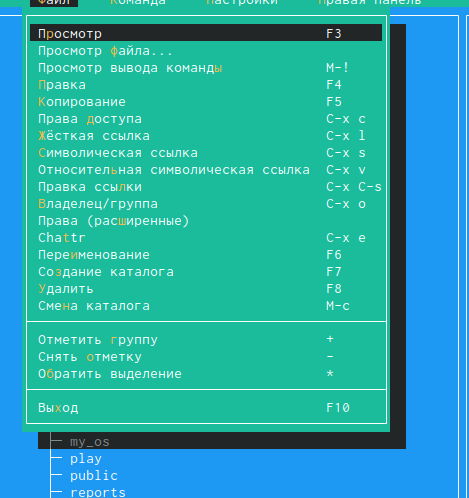 Файл Команда Настройки Правая панель
Просмотр F3
Просмотр файла...
Просмотр вывода команды M-!
Правка F4
Копирование F5
Права доступа C-x c
Жёсткая ссылка C-x l
Символическая ссылка C-x s
Относительная символическая ссылка C-x v
Правка ссылки C-x C-s
Владелец/группа C-x o
Права (расширенные)
Chattr C-x e
Переименование F6
Создание каталога F7
Удалить F8
Смена каталога M-c
Отметить группу +
Снять отметку -
Обратить выделение *
Выход F10
my_os
play
public
reports